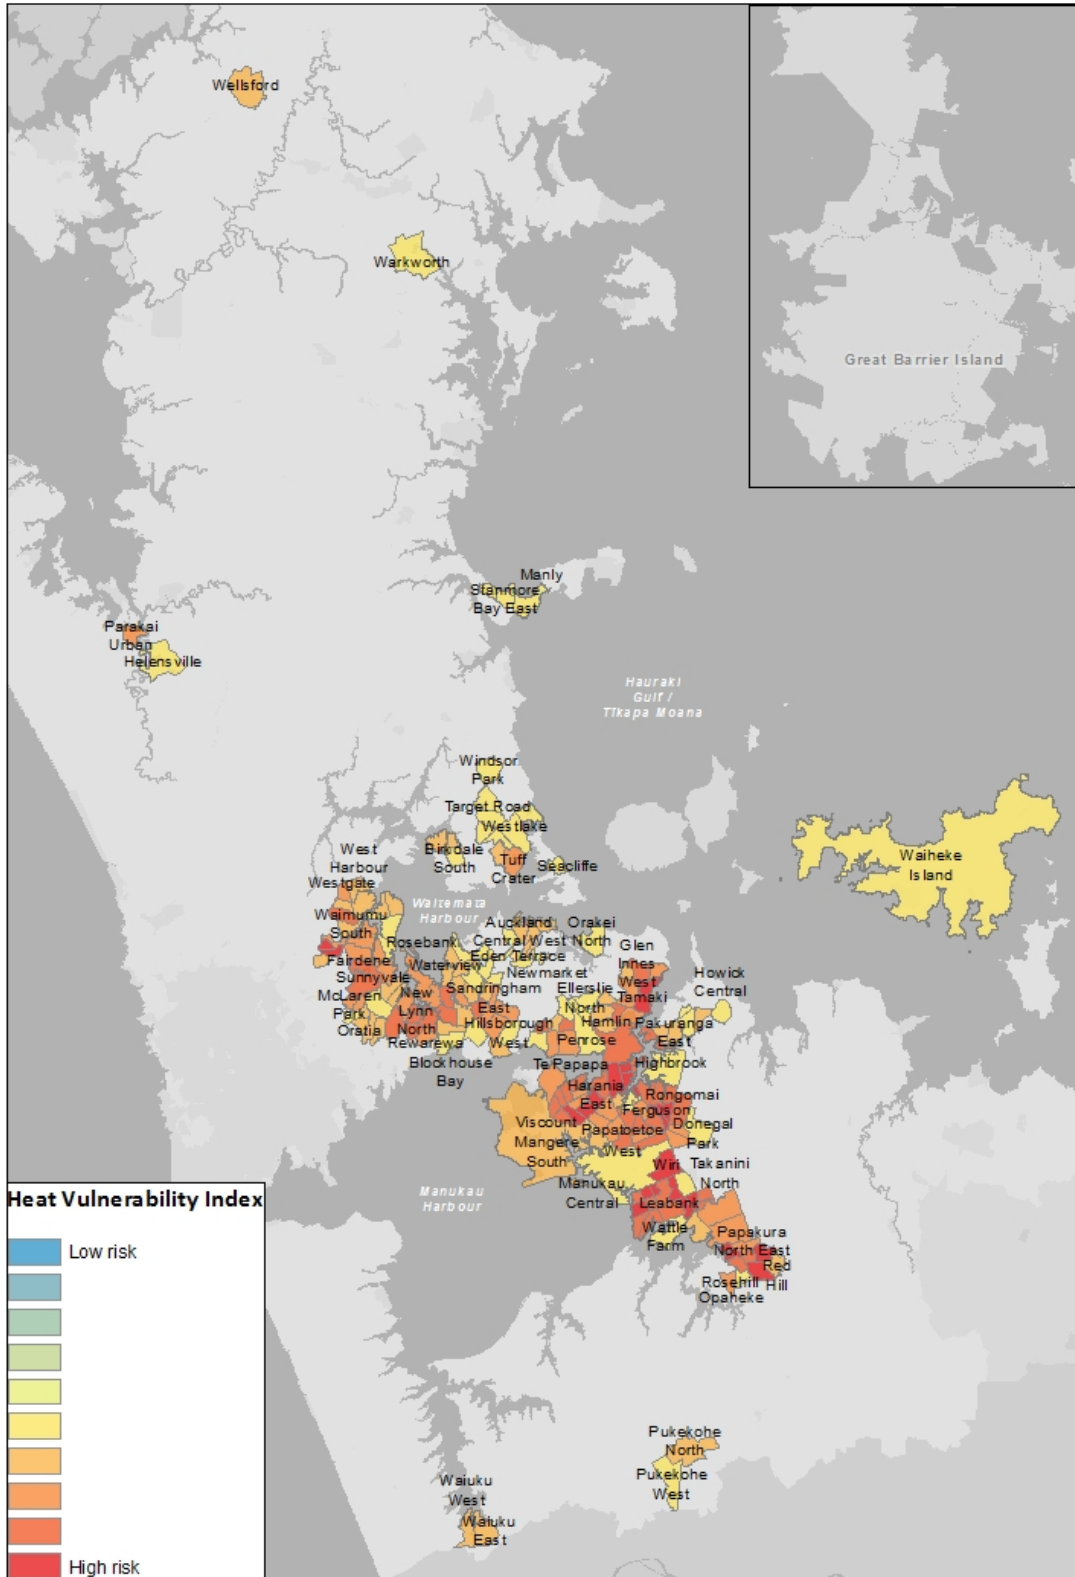 Wellsford
Warkworth
Great Barrier Island
Manly
Stanmore
Bay East
Parakai
Urban
Helensville
Hauraki
Gulf /
Tīkapa Moana
Windsor
Park
Target Road
Westlake
West
Harbour
Birkdale
South
Tuff
Crater
Seacliffe
Waiheke
Island
Westgate
Waitemata
Harbour
Waimumu
South
Auckland
Central West
Orakei
North
Rosebank
Eden Terrace
Glen
Innes
West
Fairdene
Waterview
Newmarket
Howick
Central
Sunnyvale
Sandringham
Ellerslie
North
Tamaki
McLaren
Park
New
Lynn
North
East
Oratia
Hillsborough
West
Hamlin
Pakuranga
East
Rewarewa
Penrose
Blockhouse
Bay
Te Papapa
Highbrook
Harania
East
Rongomai
Ferguson
Viscount
Papatoetoe
West
Donegal
Park
Mangere
South
Wiri
Takanini
North
Manukau
Central
Manukau
Harbour
Leabank
Wattle
Farm
Papakura
North East
Red
Hill
Rosehill
Opaheke
Heat Vulnerability Index
Low risk
High risk
Pukekohe
North
Pukekohe
West
Waiuku
West
Waiuku
East